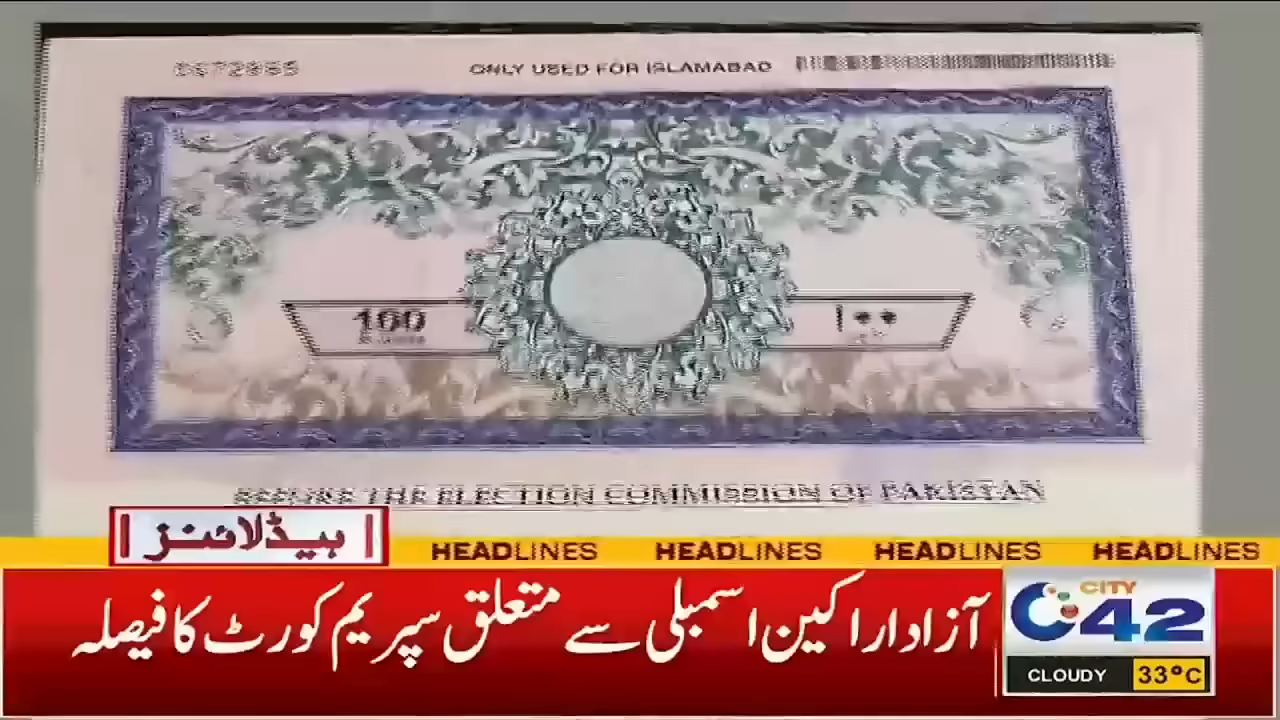 ONLY USED FOR ISLAMABAD
100
۱۰۰
BEFORE THE ELECTION COMMISSION OF PAKISTAN
ہیڈلائنز
HEADLINES HEADLINES HEADLINES HEADLINES
آزاد اراکین اسمبلی سے متعلق سپریم کورٹ کا فیصلہ
CITY
42
CLOUDY 33°C